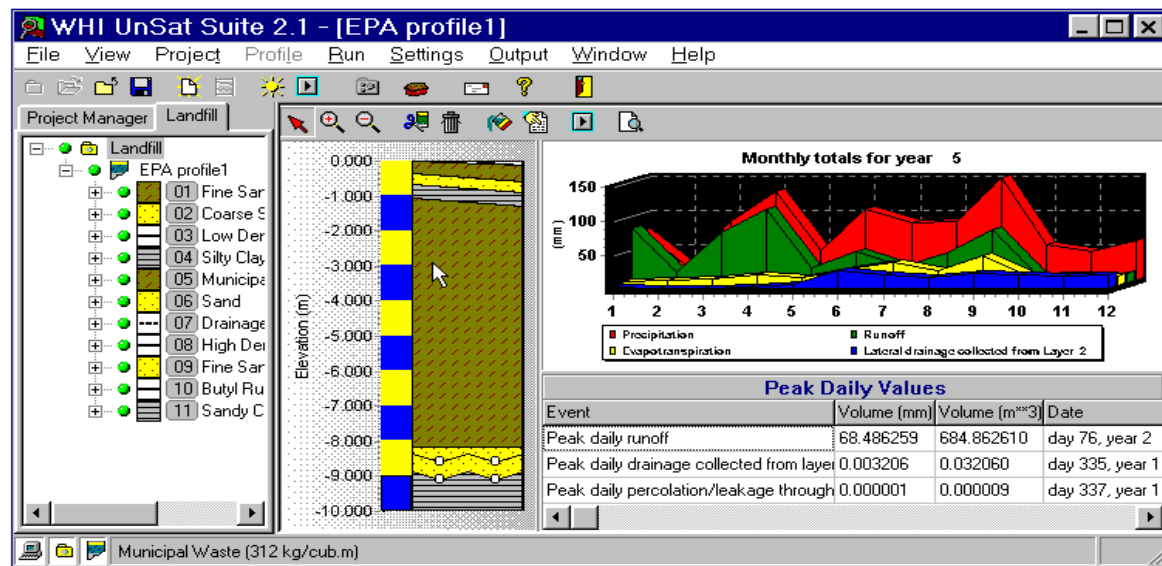 WHI UnSat Suite 2.1 - [EPA profile1]
File View Project Profile Run Settings Output Window Help
Project Manager Landfill
Landfill
EPA profile1
01 Fine Sar
02 Coarse S
03 Low Der
04 Silty Clay
05 Municipa
06 Sand
07 Drainage
08 High Der
09 Fine Sar
10 Butyl Ru
11 Sandy C
Elevation (m)
0.000
-1.000
-2.000
-3.000
-4.000
-5.000
-6.000
-7.000
-8.000
-9.000
-10.000
Monthly totals for year 5
(mm)
150
100
50
1 2 3 4 5 6 7 8 9 10 11 12
Precipitation Runoff
Evapotranspiration Lateral drainage collected from Layer 2
Peak Daily Values
Event Volume (mm) Volume (m**3) Date
Peak daily runoff 68.486259 684.862610 day 76, year 2
Peak daily drainage collected from layer 0.003206 0.032060 day 335, year 1
Peak daily percolation/leakage through 0.000001 0.000009 day 337, year 1
Municipal Waste (312 kg/cub.m)